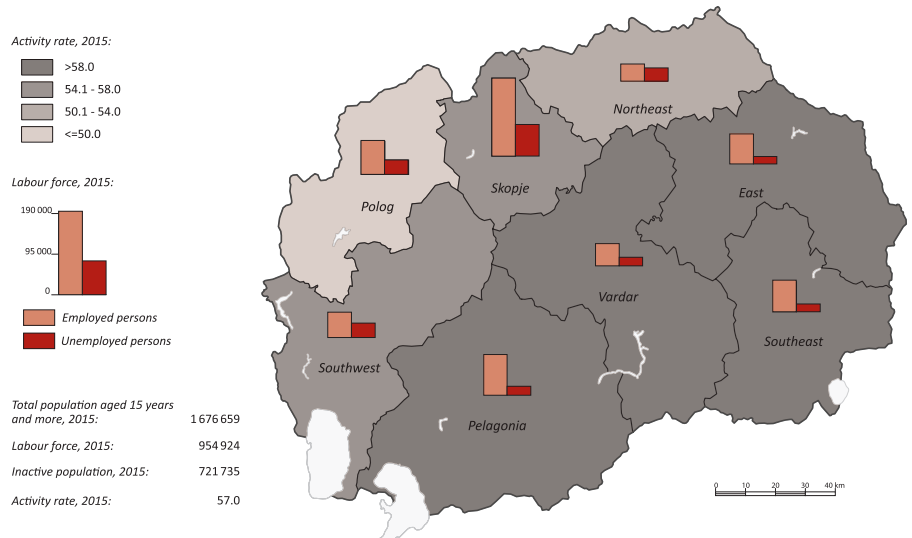 Activity rate, 2015:
>58.0
54.1 - 58.0
50.1 - 54.0
<=50.0
Labour force, 2015:
190 000
95 000
0
Employed persons
Unemployed persons
Total population aged 15 years
and more, 2015: 1 676 659
Labour force, 2015: 954 924
Inactive population, 2015: 721 735
Activity rate, 2015: 57.0
Northeast
Skopje
East
Polog
Vardar
Southeast
Southwest
Pelagonia
0 10 20 30 40 km